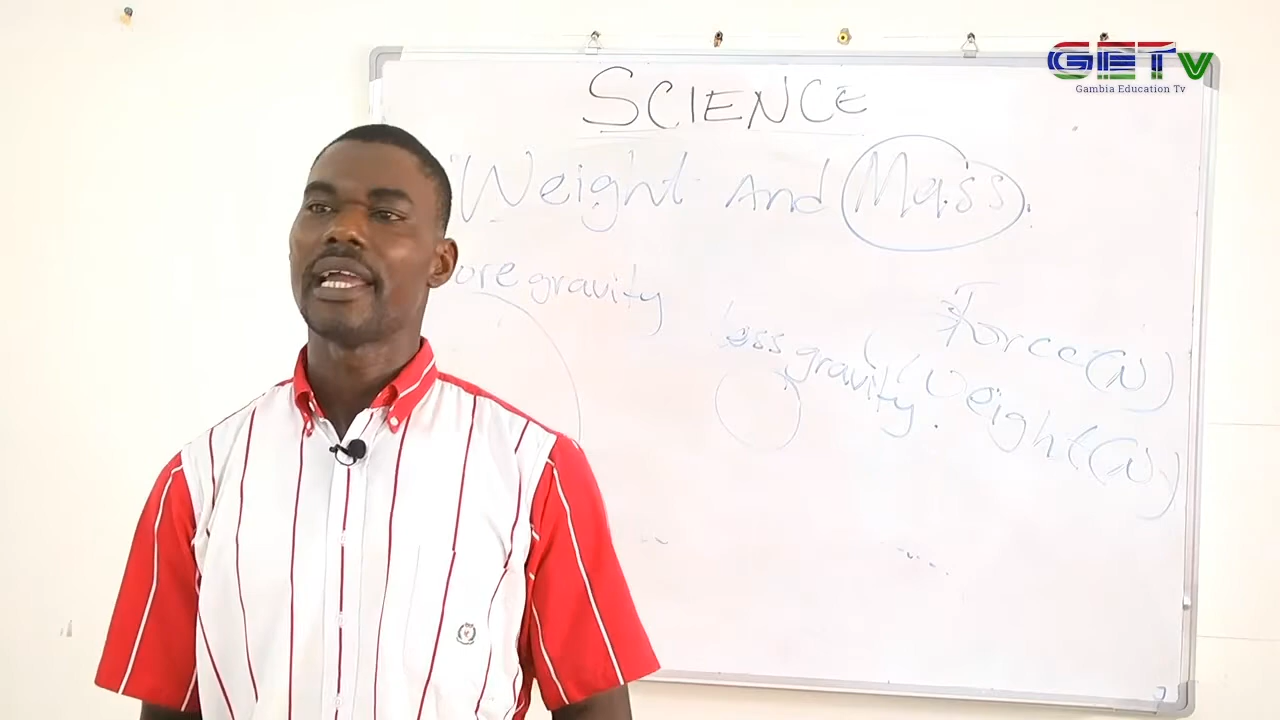 GETV
Gambia Education Tv
SCIENCE
Weight And Mass.
ore gravity
less gravity.
Force (N)
Weight (N)